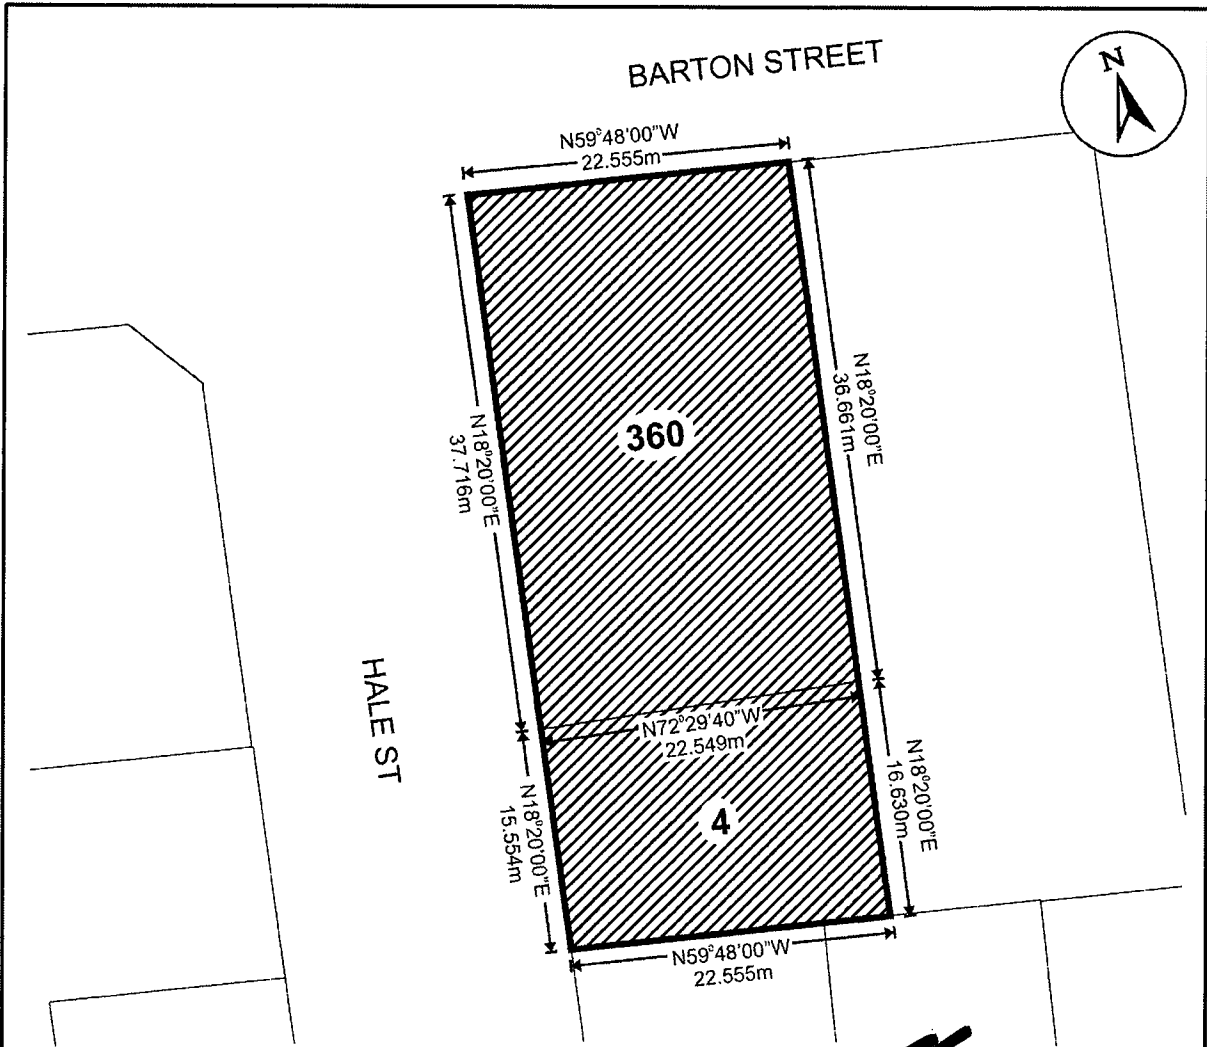 BARTON STREET
N
N59°48'00"W
22.555m
360
N18°20'00"E
36.661m
N18°20'00"E
37.716m
HALE ST
N72°29'40"W
22.549m
4
N18°20'00"E
16.630m
N18°20'00"E
15.554m
N59°48'00"W
22.555m